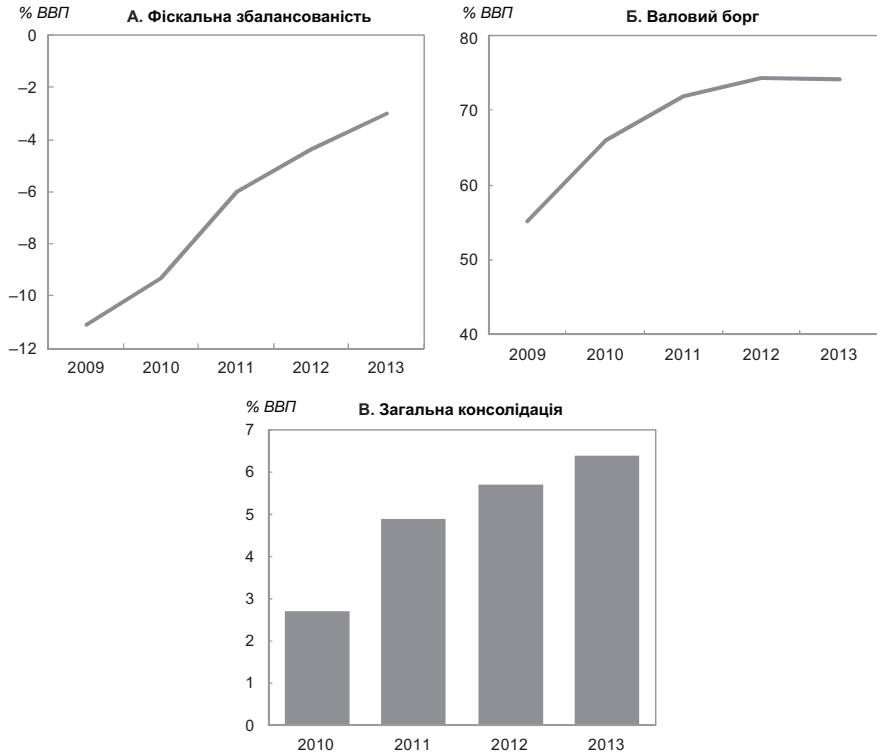 % ВВП
А. Фіскальна збалансованість
0
–2
–4
–6
–8
–10
–12
2009 2010 2011 2012 2013
% ВВП
Б. Валовий борг
80
70
60
50
40
2009 2010 2011 2012 2013
% ВВП
В. Загальна консолідація
7
6
5
4
3
2
1
0
2010 2011 2012 2013